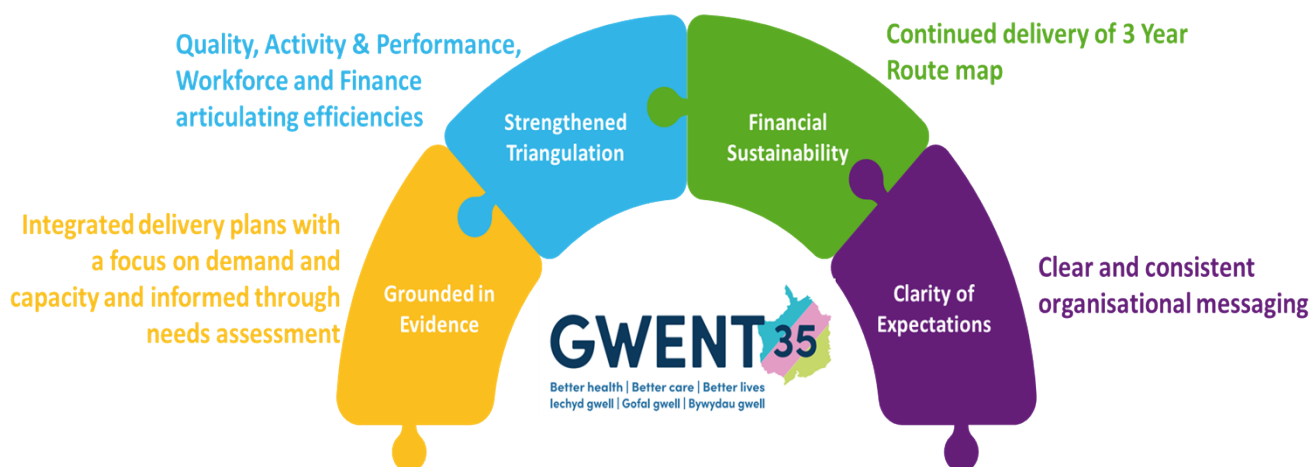 Quality, Activity & Performance,
Workforce and Finance
articulating efficiencies
Continued delivery of 3 Year
Route map
Strengthened
Triangulation
Financial
Sustainability
Integrated delivery plans with
a focus on demand and
capacity and informed through
needs assessment
Grounded in
Evidence
Clarity of
Expectations
Clear and consistent
organisational messaging
GWENT 35
Better health | Better care | Better lives
Iechyd gwell | Gofal gwell | Bywydau gwell